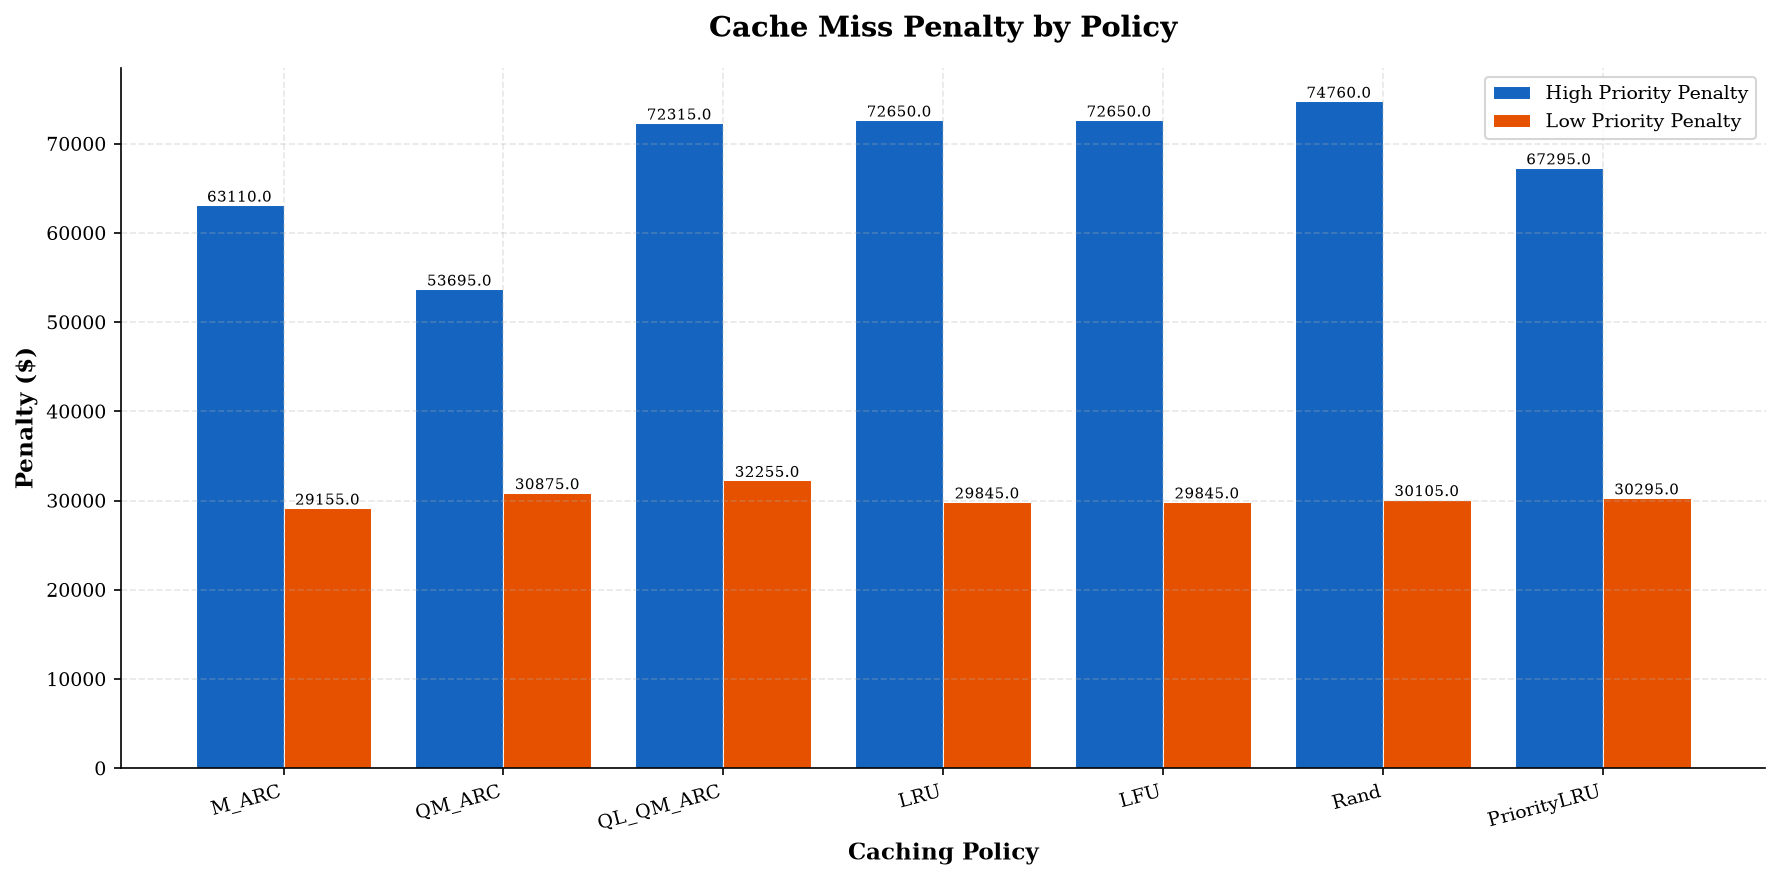 Cache Miss Penalty by Policy
High Priority Penalty
Low Priority Penalty
Penalty ($)
70000
60000
50000
40000
30000
20000
10000
0
63110.0
29155.0
53695.0
30875.0
72315.0
32255.0
72650.0
29845.0
72650.0
29845.0
74760.0
30105.0
67295.0
30295.0
M_ARC
QM_ARC
QL_QM_ARC
LRU
LFU
Rand
PriorityLRU
Caching Policy